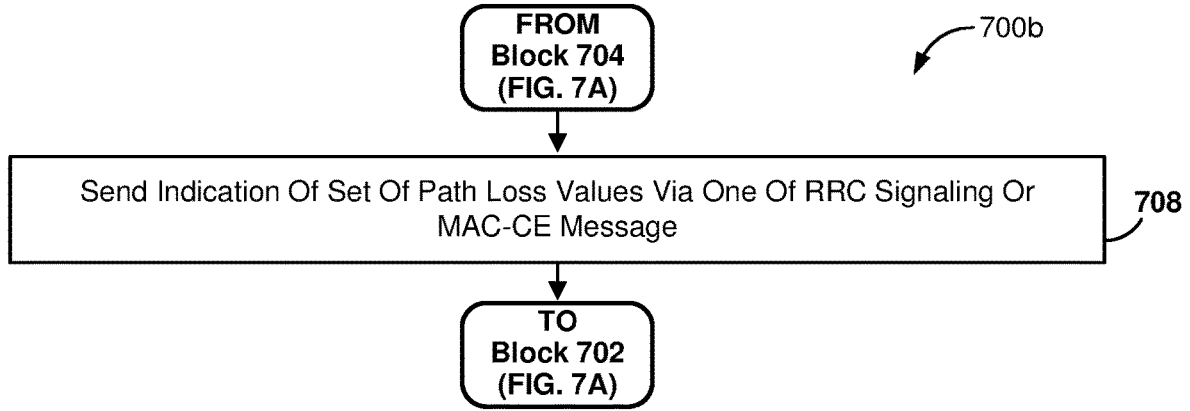 FROM
Block 704
(FIG. 7A)
700b
Send Indication Of Set Of Path Loss Values Via One Of RRC Signaling Or
MAC-CE Message
708
TO
Block 702
(FIG. 7A)